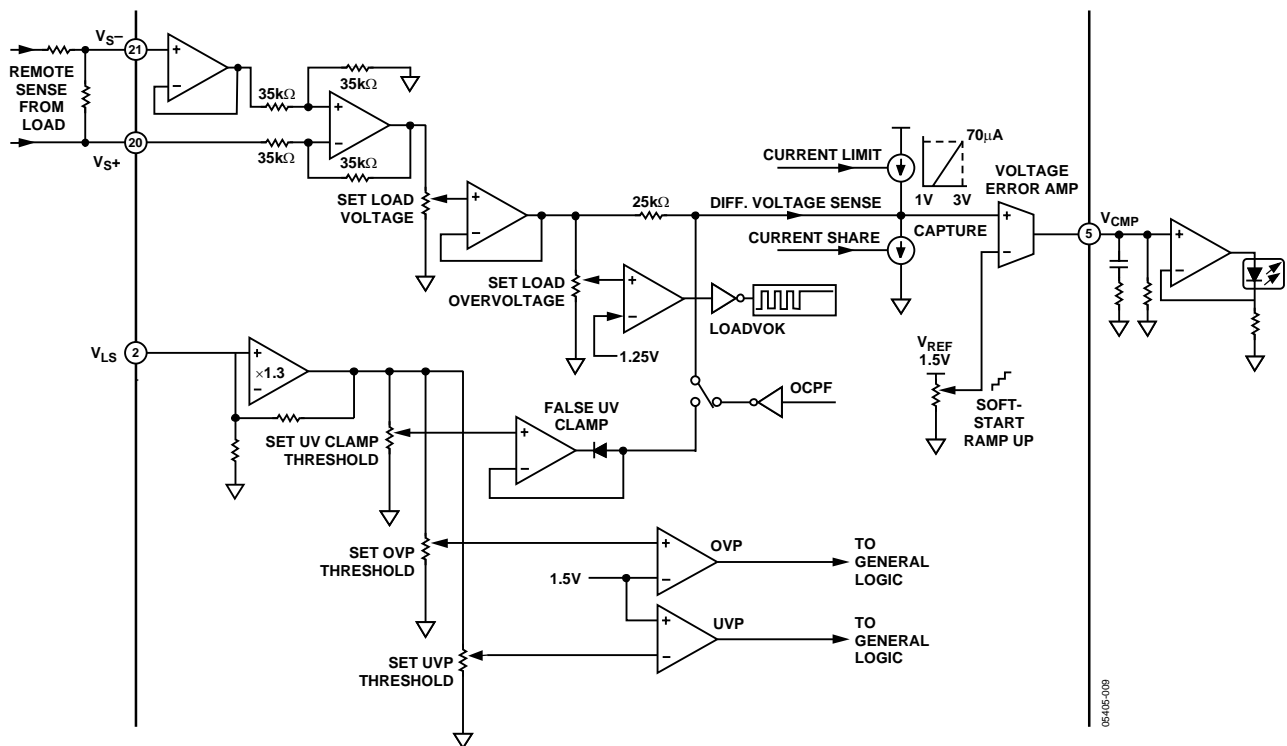 VS–
21
REMOTE
SENSE
FROM
LOAD
20
VS+
35kΩ
35kΩ
35kΩ
35kΩ
+
–
+
–
SET LOAD
VOLTAGE
+
–
25kΩ
DIFF. VOLTAGE SENSE
CURRENT LIMIT
70μA
1V
3V
CURRENT SHARE
CAPTURE
VOLTAGE
ERROR AMP
+
–
5
VCMP
+
–
SET LOAD
OVERVOLTAGE
+
–
1.25V
LOADVOK
VREF
1.5V
SOFT-
START
RAMP UP
VLS
2
+
×1.3
–
SET UV CLAMP
THRESHOLD
FALSE UV
CLAMP
+
–
OCPF
SET OVP
THRESHOLD
1.5V
+
–
OVP
TO
GENERAL
LOGIC
+
–
UVP
TO
GENERAL
LOGIC
SET UVP
THRESHOLD
05405-009